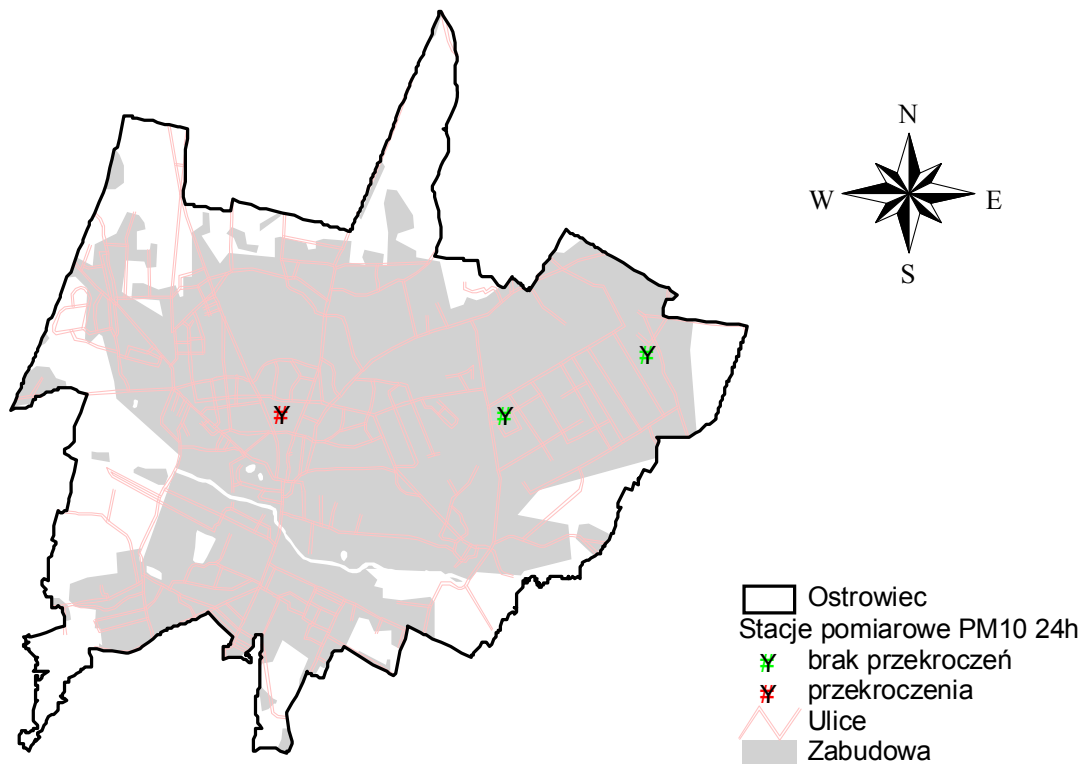 N
W E
S
Ostrowiec
Stacje pomiarowe PM10 24h
brak przekroczeń
przekroczenia
Ulice
Zabudowa